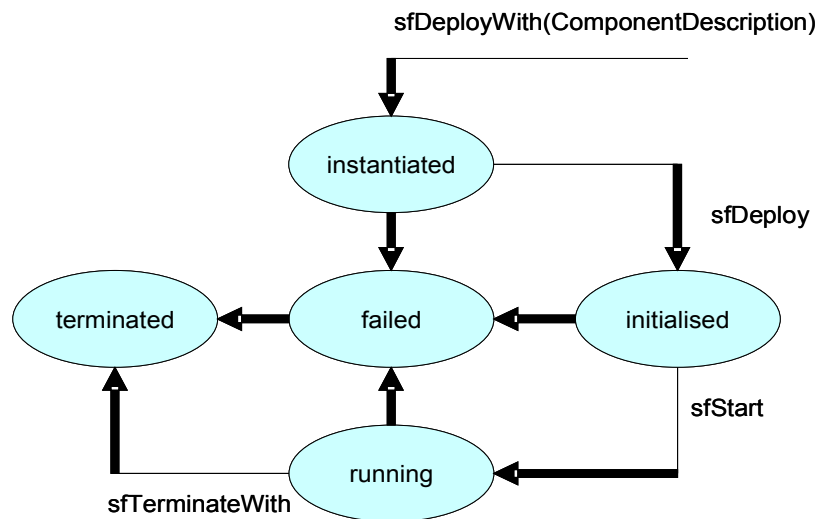 sfDeployWith(ComponentDescription)
instantiated
sfDeploy
terminated
failed
initialised
sfStart
running
sfTerminateWith